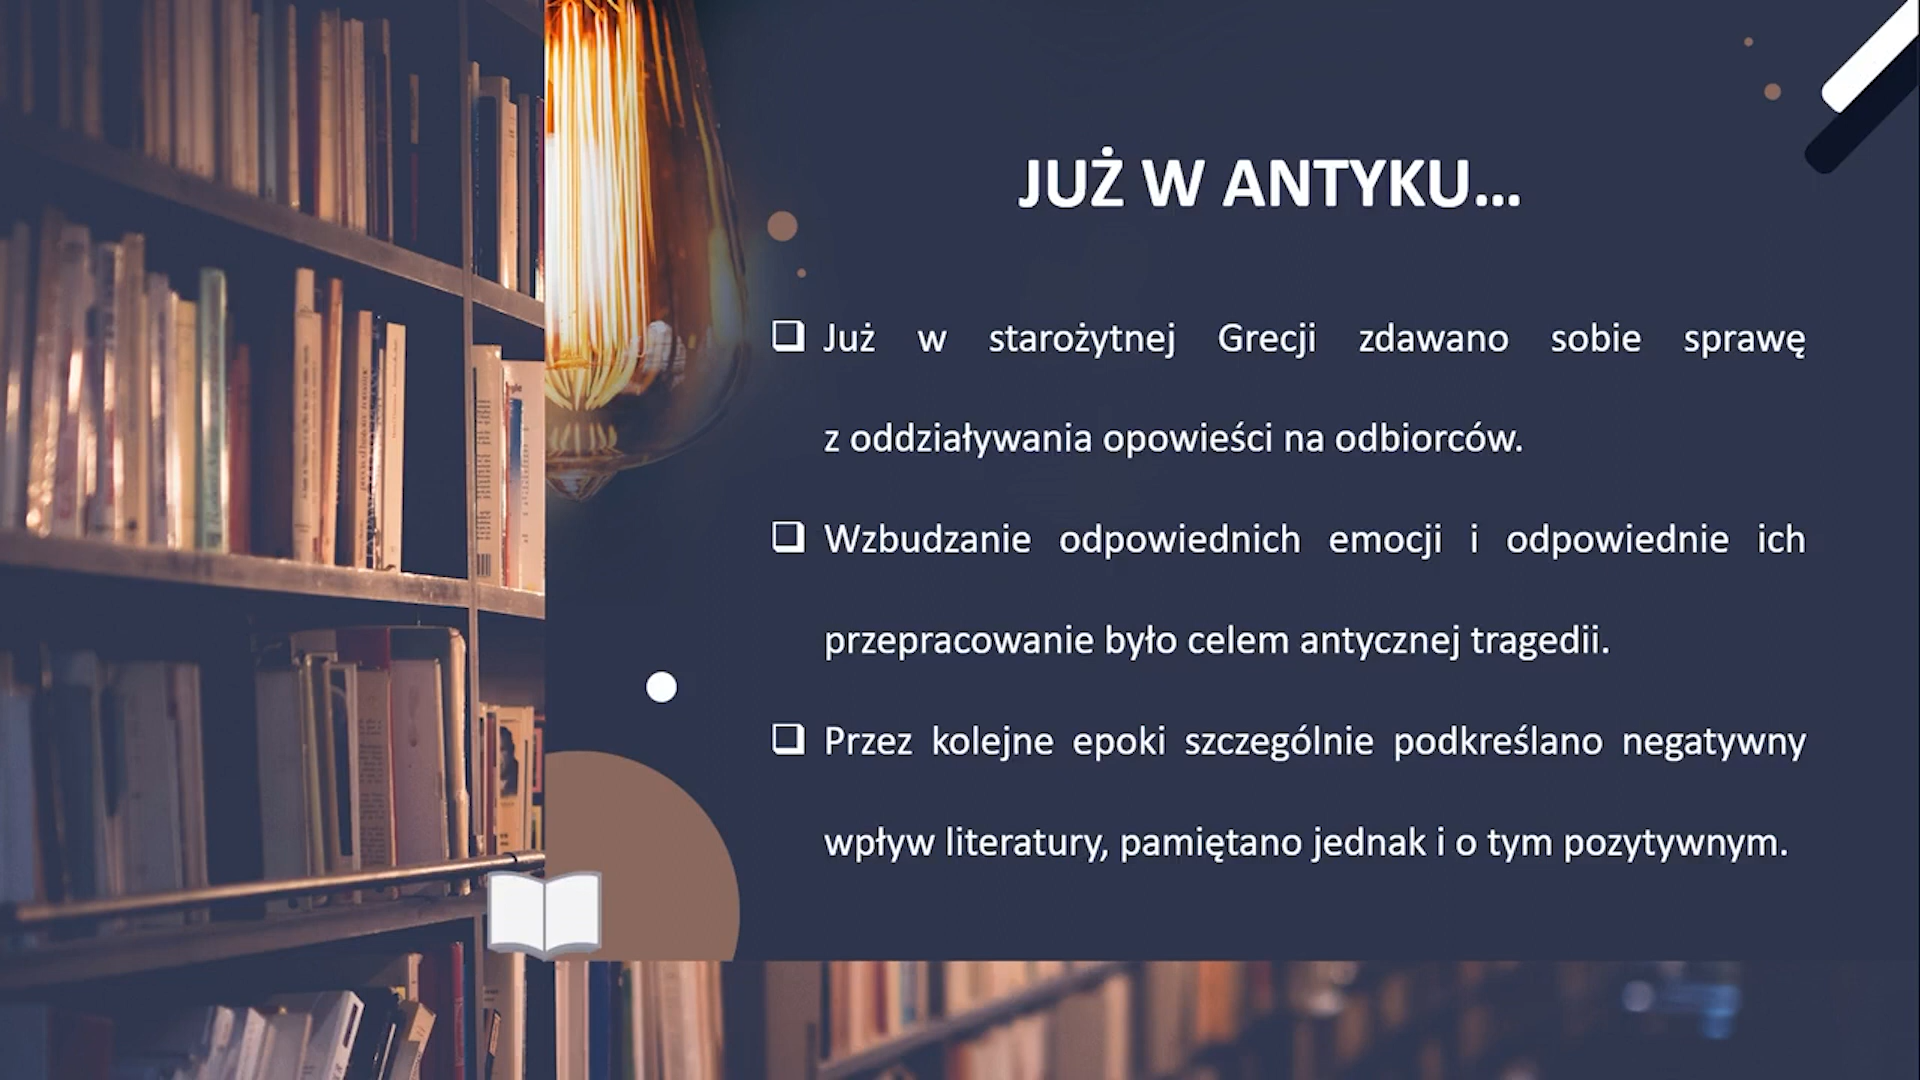 JUŻ W ANTYKU...
Już w starożytnej Grecji zdawano sobie sprawę
z oddziaływania opowieści na odbiorców.
Wzbudzanie odpowiednich emocji i odpowiednie ich
przepracowanie było celem antycznej tragedii.
Przez kolejne epoki szczególnie podkreślano negatywny
wpływ literatury, pamiętano jednak i o tym pozytywnym.